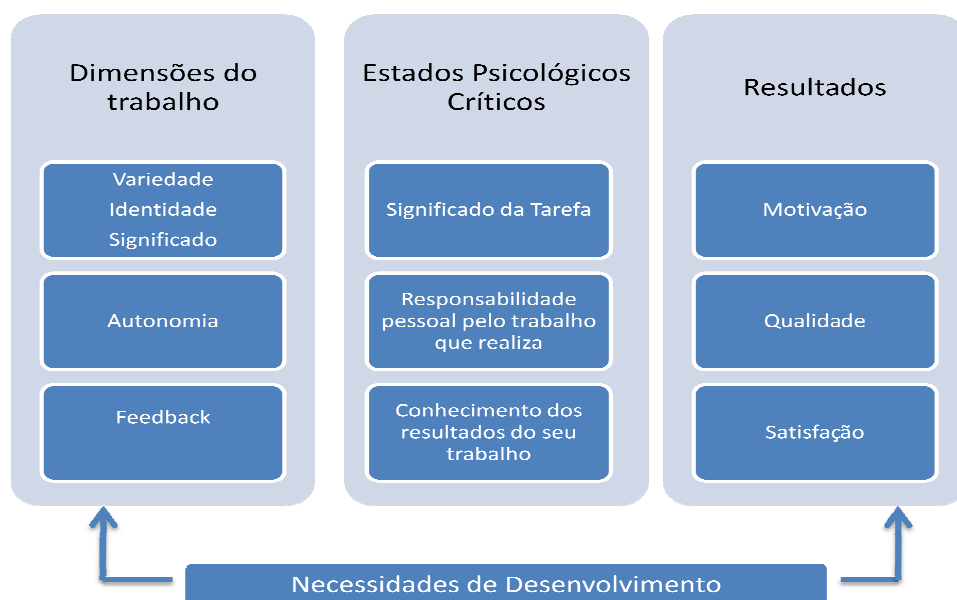 Dimensões do
trabalho
Variedade
Identidade
Significado
Autonomia
Feedback
Estados Psicológicos
Críticos
Significado da Tarefa
Responsabilidade
pessoal pelo trabalho
que realiza
Conhecimento dos
resultados do seu
trabalho
Resultados
Motivação
Qualidade
Satisfação
Necessidades de Desenvolvimento